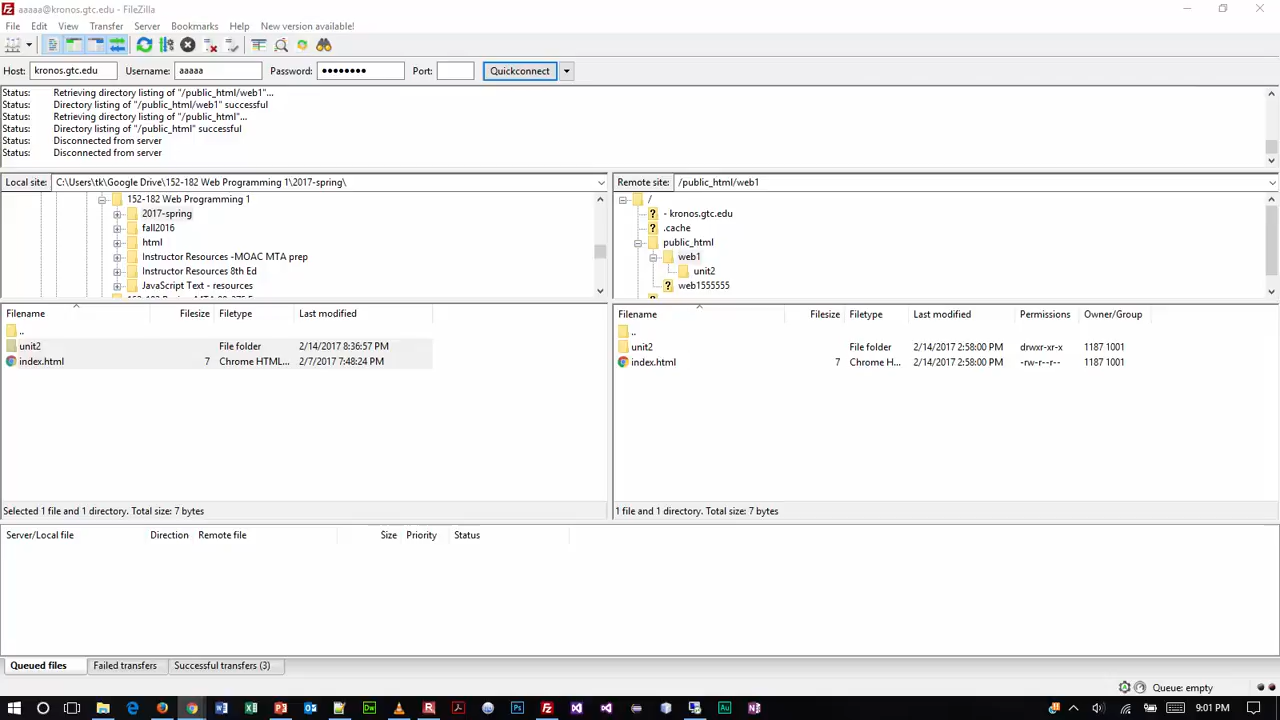 aaaaa@kronos.gtc.edu - FileZilla
File Edit View Transfer Server Bookmarks Help New version available!
Host: kronos.gtc.edu Username: aaaaa Password: ●●●●●●●● Port: Quickconnect
Status: Retrieving directory listing of "/public_html/web1"...
Status: Directory listing of "/public_html/web1" successful
Status: Retrieving directory listing of "/public_html"...
Status: Directory listing of "/public_html" successful
Status: Disconnected from server
Status: Disconnected from server
Local site: C:\Users\tk\Google Drive\152-182 Web Programming 1\2017-spring\
152-182 Web Programming 1
2017-spring
fall2016
html
Instructor Resources -MOAC MTA prep
Instructor Resources 8th Ed
JavaScript Text - resources
Remote site: /public_html/web1
/
- kronos.gtc.edu
.cache
public_html
web1
unit2
web1555555
Filename Filesize Filetype Last modified
..
unit2 File folder 2/14/2017 8:36:57 PM
index.html 7 Chrome HTML... 2/7/2017 7:48:24 PM
Selected 1 file and 1 directory. Total size: 7 bytes
Filename Filesize Filetype Last modified Permissions Owner/Group
..
unit2 File folder 2/14/2017 2:58:00 PM drwxr-xr-x 1187 1001
index.html 7 Chrome H... 2/14/2017 2:58:00 PM -rw-r--r-- 1187 1001
1 file and 1 directory. Total size: 7 bytes
Server/Local file Direction Remote file Size Priority Status
Queued files Failed transfers Successful transfers (3)
Queue: empty
9:01 PM